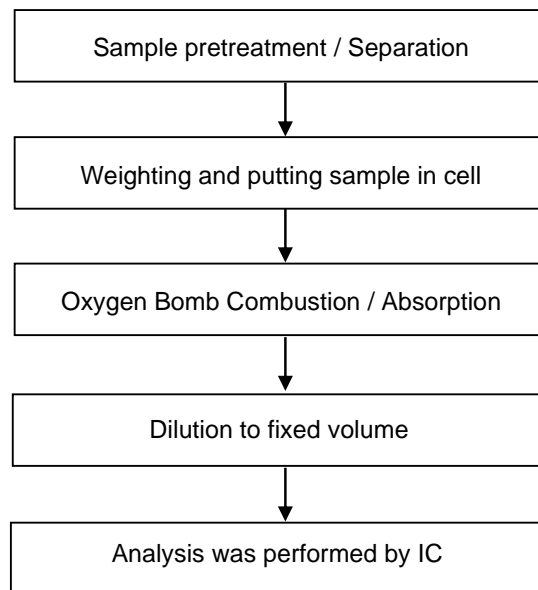 Sample pretreatment / Separation
Weighting and putting sample in cell
Oxygen Bomb Combustion / Absorption
Dilution to fixed volume
Analysis was performed by IC